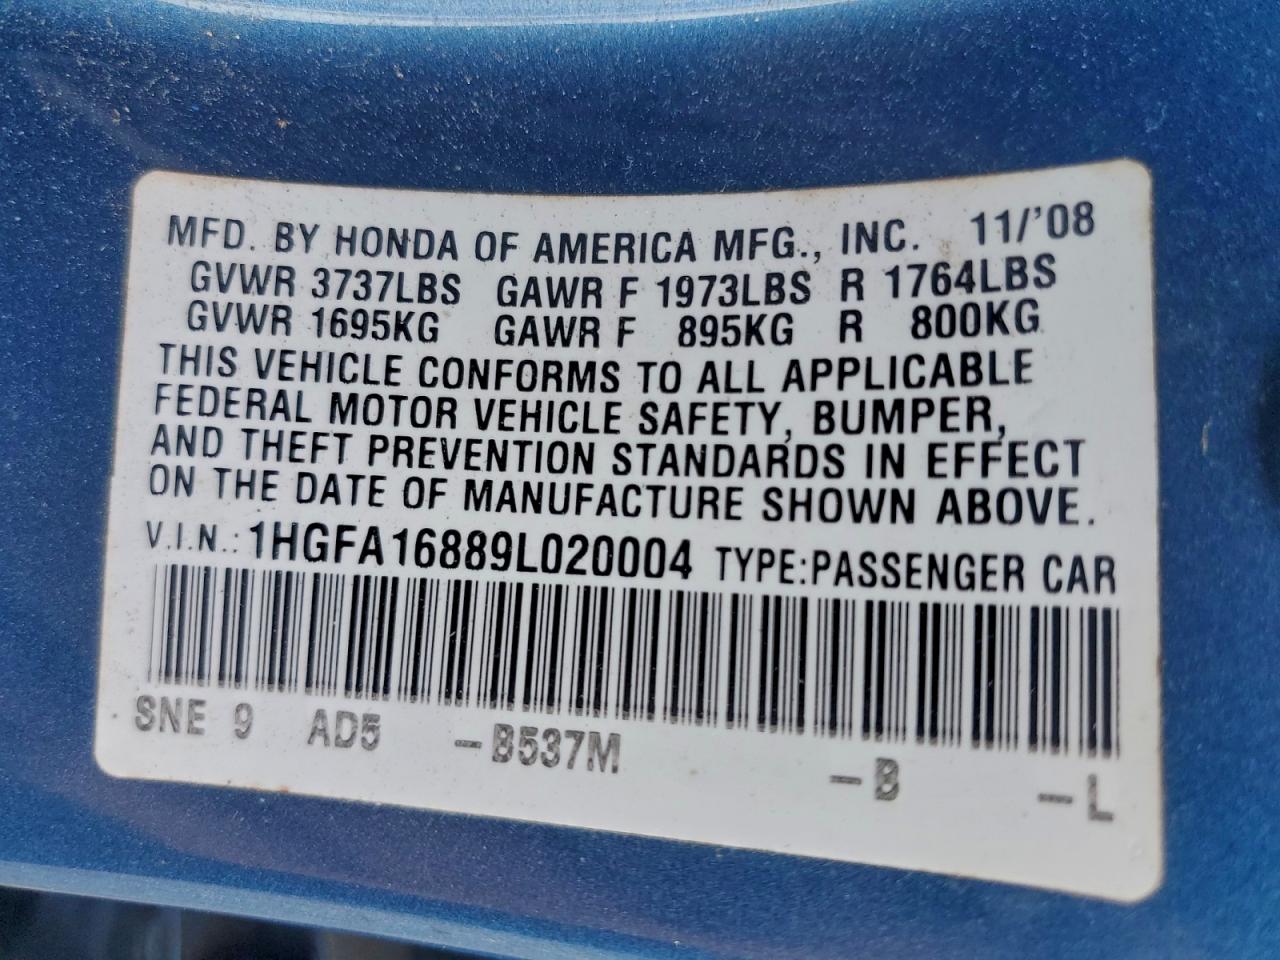 MFD. BY HONDA OF AMERICA MFG., INC. 11/'08
GVWR 3737LBS GAWR F 1973LBS R 1764LBS
GVWR 1695KG GAWR F 895KG R 800KG
THIS VEHICLE CONFORMS TO ALL APPLICABLE
FEDERAL MOTOR VEHICLE SAFETY, BUMPER,
AND THEFT PREVENTION STANDARDS IN EFFECT
ON THE DATE OF MANUFACTURE SHOWN ABOVE.
V.I.N.: 1HGFA16889L020004 TYPE:PASSENGER CAR
SNE 9 AD5 -B537M -B -L